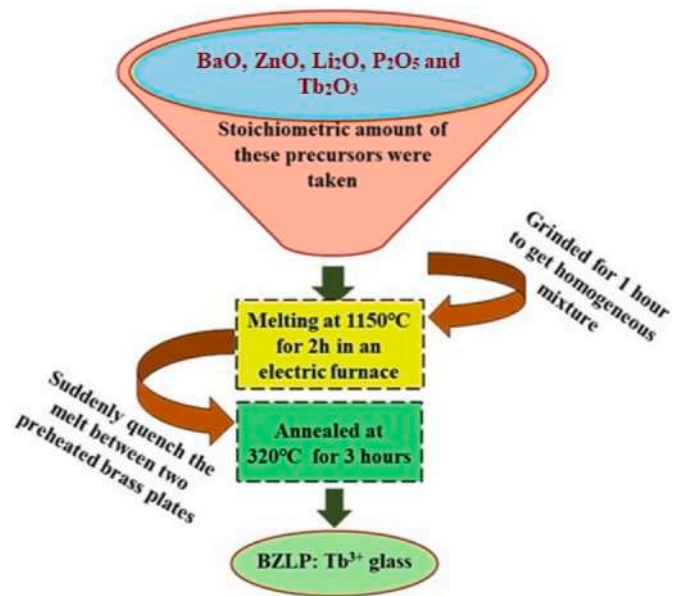 BaO, ZnO, Li₂O, P₂O₅ and
Tb₂O₃
Stoichiometric amount of
these precursors were
taken
Grinded for 1 hour
to get homogeneous
mixture
Melting at 1150°C
for 2h in an
electric furnace
Suddenly quench the
melt between two
preheated brass plates
Annealed at
320°C for 3 hours
BZLP: Tb³⁺ glass